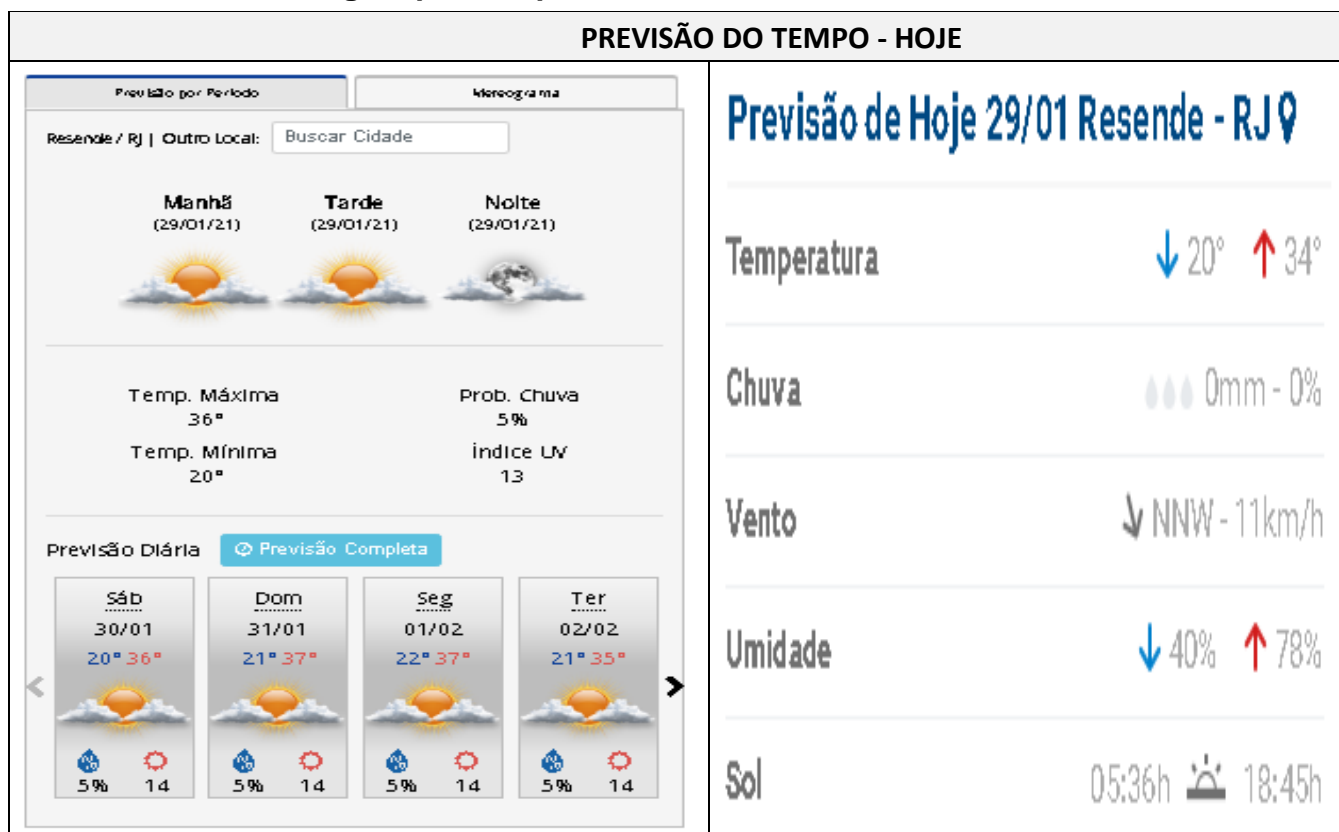 PREVISÃO DO TEMPO - HOJE
Previsão por Período
Meteograma
Resende / RJ | Outro Local: Buscar Cidade
Manhã Tarde Noite
(29/01/21) (29/01/21) (29/01/21)
Temp. Máxima Prob. Chuva
36° 5%
Temp. Mínima Índice UV
20° 13
Previsão Diária Previsão Completa
Sáb Dom Seg Ter
30/01 31/01 01/02 02/02
20° 36° 21° 37° 22° 37° 21° 35°
5% 14 5% 14 5% 14 5% 14
Previsão de Hoje 29/01 Resende - RJ
Temperatura ↓ 20° ↑ 34°
Chuva 0mm - 0%
Vento NNW - 11km/h
Umidade ↓ 40% ↑ 78%
Sol 05:36h 18:45h